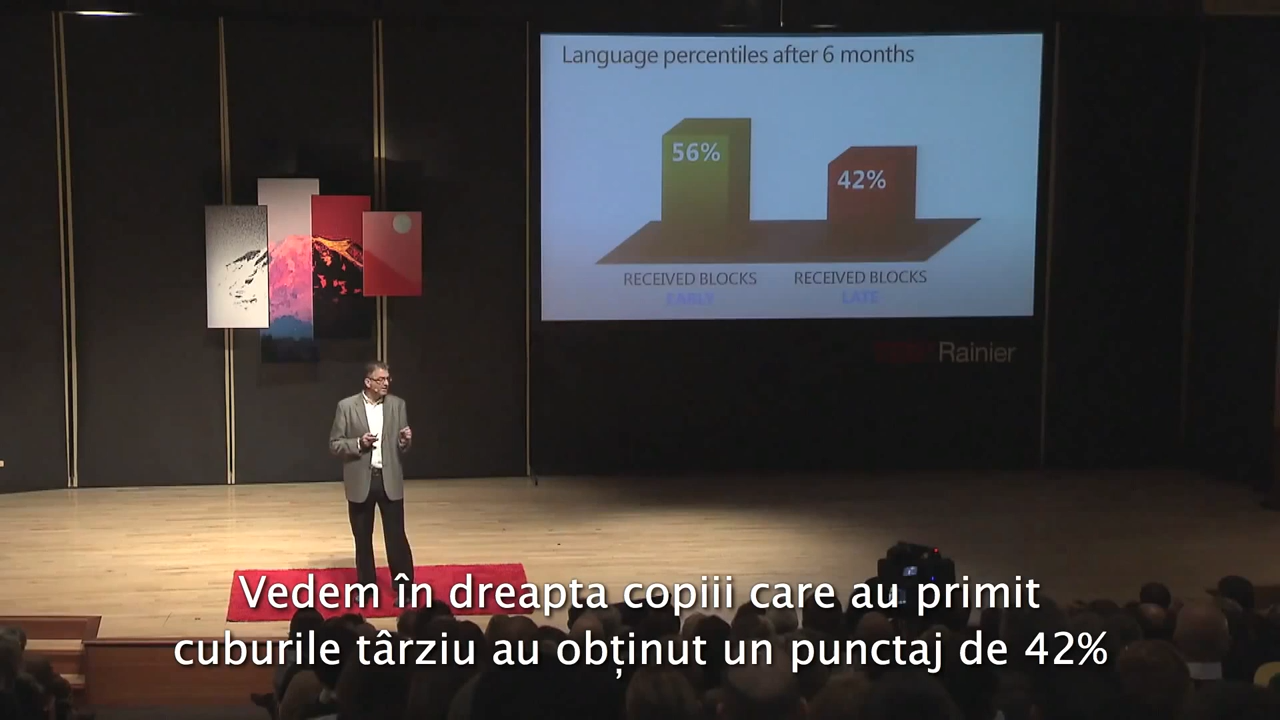 Language percentiles after 6 months
56%
42%
RECEIVED BLOCKS
EARLY
RECEIVED BLOCKS
LATE
Rainier
Vedem în dreapta copiii care au primit
cuburile târziu au obținut un punctaj de 42%